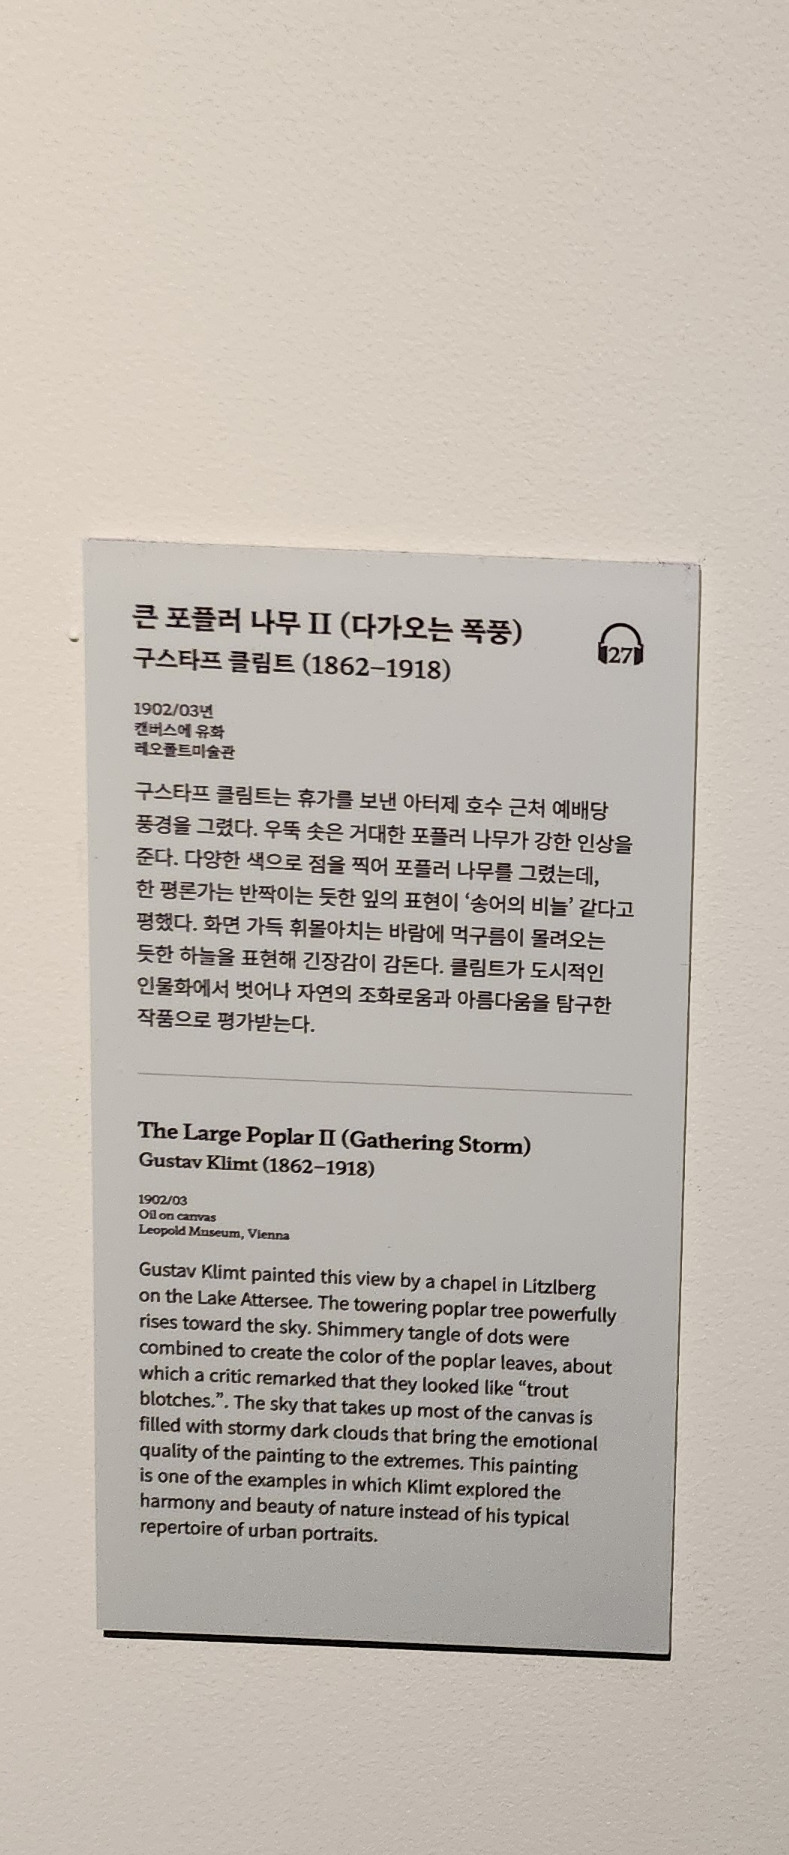 큰 포플러 나무 II (다가오는 폭풍)
27
구스타프 클림트 (1862–1918)
1902/03년
캔버스에 유화
레오폴트미술관
구스타프 클림트는 휴가를 보낸 아터제 호수 근처 예배당
풍경을 그렸다. 우뚝 솟은 거대한 포플러 나무가 강한 인상을
준다. 다양한 색으로 점을 찍어 포플러 나무를 그렸는데,
한 평론가는 반짝이는 듯한 잎의 표현이 ‘송어의 비늘’ 같다고
평했다. 화면 가득 휘몰아치는 바람에 먹구름이 몰려오는
듯한 하늘을 표현해 긴장감이 감돈다. 클림트가 도시적인
인물화에서 벗어나 자연의 조화로움과 아름다움을 탐구한
작품으로 평가받는다.
The Large Poplar II (Gathering Storm)
Gustav Klimt (1862–1918)
1902/03
Oil on canvas
Leopold Museum, Vienna
Gustav Klimt painted this view by a chapel in Litzlberg
on the Lake Attersee. The towering poplar tree powerfully
rises toward the sky. Shimmery tangle of dots were
combined to create the color of the poplar leaves, about
which a critic remarked that they looked like “trout
blotches.”. The sky that takes up most of the canvas is
filled with stormy dark clouds that bring the emotional
quality of the painting to the extremes. This painting
is one of the examples in which Klimt explored the
harmony and beauty of nature instead of his typical
repertoire of urban portraits.